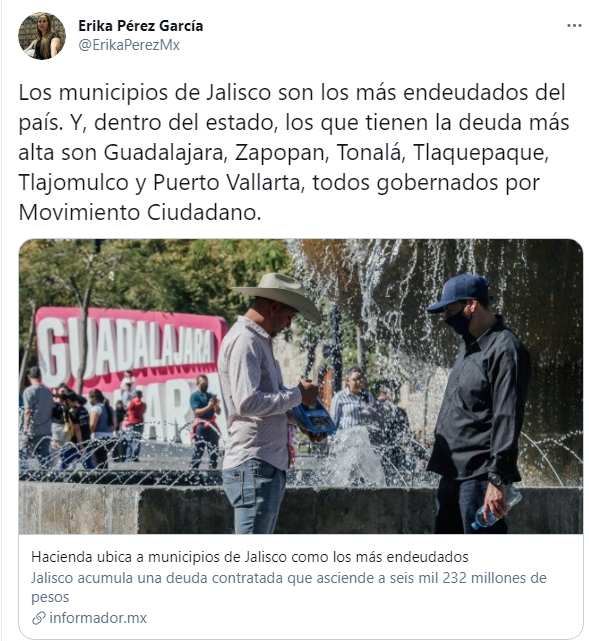 Erika Pérez García
@ErikaPerezMx
Los municipios de Jalisco son los más endeudados del
país. Y, dentro del estado, los que tienen la deuda más
alta son Guadalajara, Zapopan, Tonalá, Tlaquepaque,
Tlajomulco y Puerto Vallarta, todos gobernados por
Movimiento Ciudadano.
GUADALAJARA
Hacienda ubica a municipios de Jalisco como los más endeudados
Jalisco acumula una deuda contratada que asciende a seis mil 232 millones de
pesos
informador.mx